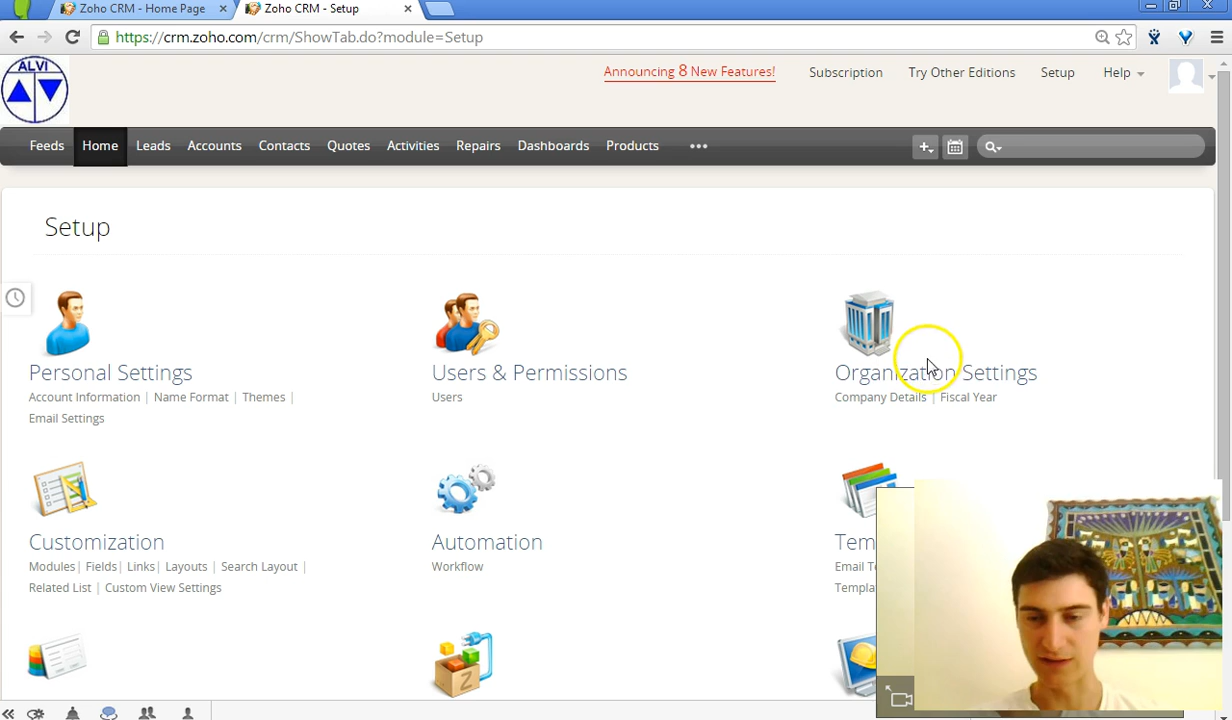 Zoho CRM - Home Page
Zoho CRM - Setup
https://crm.zoho.com/crm/ShowTab.do?module=Setup
ALVI
Announcing 8 New Features!
Subscription
Try Other Editions
Setup
Help
Feeds
Home
Leads
Accounts
Contacts
Quotes
Activities
Repairs
Dashboards
Products
Setup
Personal Settings
Account Information | Name Format | Themes |
Email Settings
Users & Permissions
Users
Organization Settings
Company Details | Fiscal Year
Customization
Modules | Fields | Links | Layouts | Search Layout |
Related List | Custom View Settings
Automation
Workflow
Tem
Email Te
Templa
Z